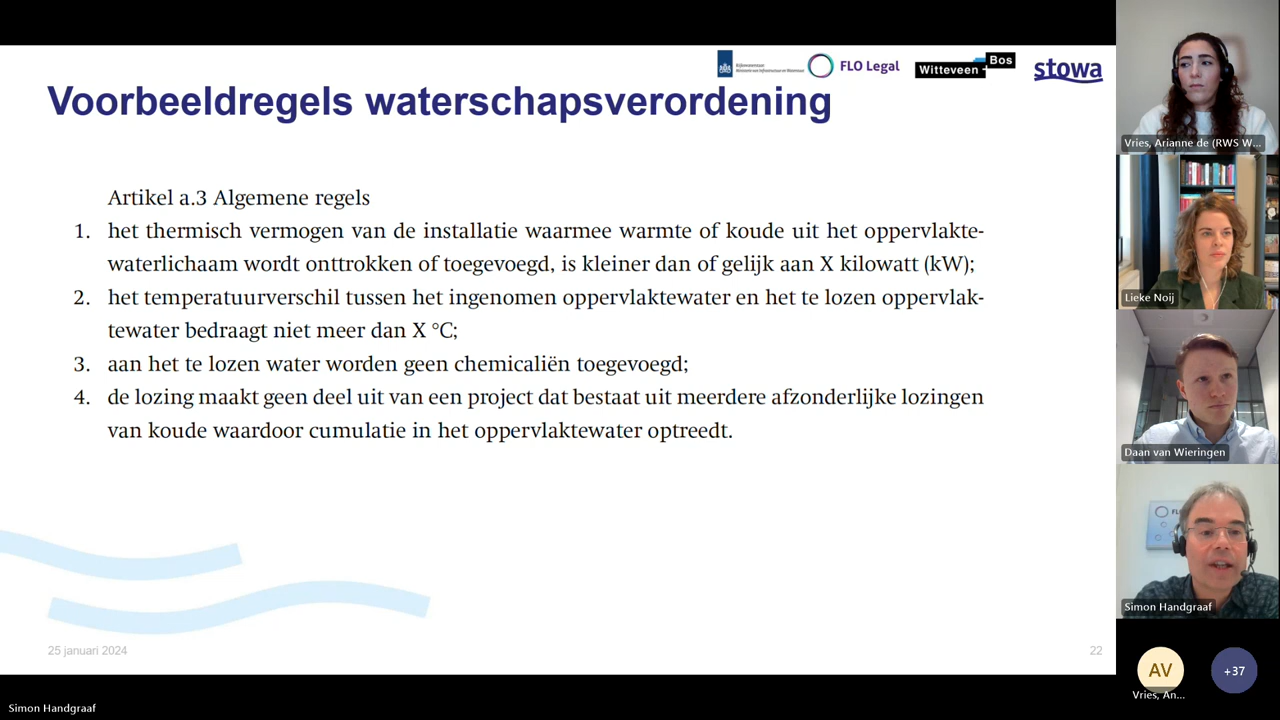 FLO Legal
Witteveen
Bos
stowa
Voorbeeldregels waterschapsverordening
Artikel a.3 Algemene regels
1. het thermisch vermogen van de installatie waarmee warmte of koude uit het oppervlakte-
waterlichaam wordt onttrokken of toegevoegd, is kleiner dan of gelijk aan X kilowatt (kW);
2. het temperatuurverschil tussen het ingenomen oppervlaktewater en het te lozen oppervlak-
tewater bedraagt niet meer dan X °C;
3. aan het te lozen water worden geen chemicaliën toegevoegd;
4. de lozing maakt geen deel uit van een project dat bestaat uit meerdere afzonderlijke lozingen
van koude waardoor cumulatie in het oppervlaktewater optreedt.
25 januari 2024
22
Vries, Arianne de (RWS W...
Lieke Noij
Daan van Wieringen
Simon Handgraaf
AV
+37
Vries, An...
Simon Handgraaf